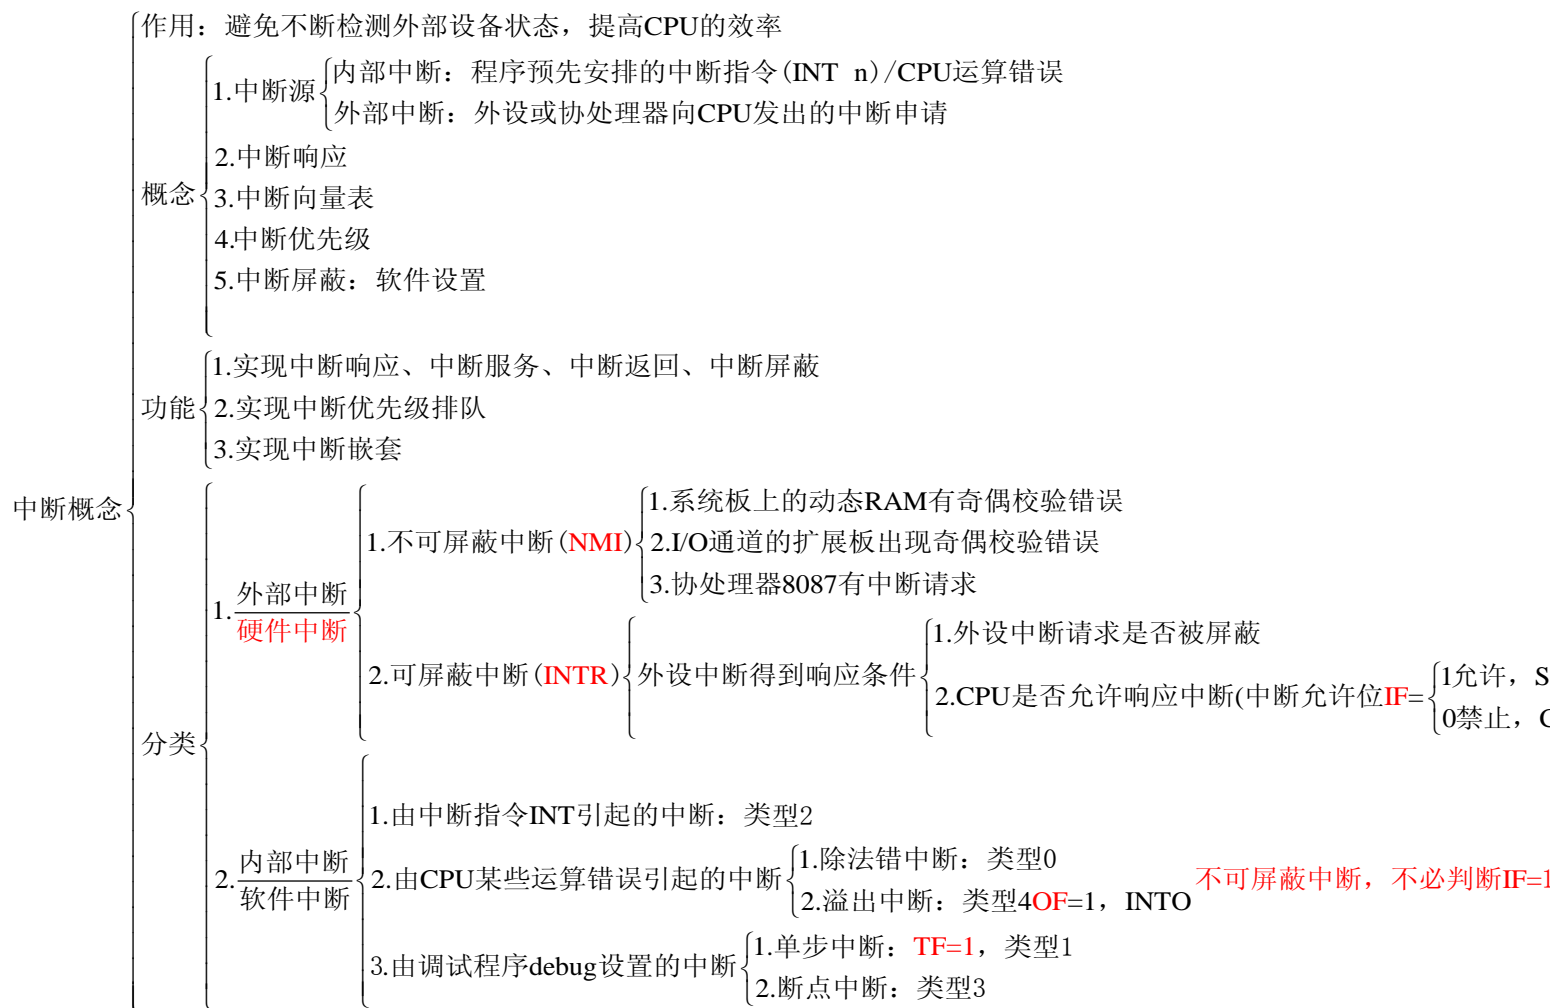 作用：避免不断检测外部设备状态，提高CPU的效率
内部中断：程序预先安排的中断指令(INT n)/CPU运算错误
1.中断源
外部中断：外设或协处理器向CPU发出的中断申请
2.中断响应
概念
3.中断向量表
4.中断优先级
5.中断屏蔽：软件设置
1.实现中断响应、中断服务、中断返回、中断屏蔽
功能
2.实现中断优先级排队
3.实现中断嵌套
中断概念
1.系统板上的动态RAM有奇偶校验错误
1.不可屏蔽中断(NMI)
2.I/O通道的扩展板出现奇偶校验错误
3.协处理器8087有中断请求
1.外部中断
硬件中断
1.外设中断请求是否被屏蔽
2.可屏蔽中断(INTR)
外设中断得到响应条件
2.CPU是否允许响应中断(中断允许位IF=
1允许，S
0禁止，
分类
1.由中断指令INT引起的中断：类型2
2.内部中断
软件中断
2.由CPU某些运算错误引起的中断
1.除法错中断：类型0
2.溢出中断：类型4OF=1，INTO
不可屏蔽中断，不必判断IF=1
3.由调试程序debug设置的中断
1.单步中断：TF=1，类型1
2.断点中断：类型3